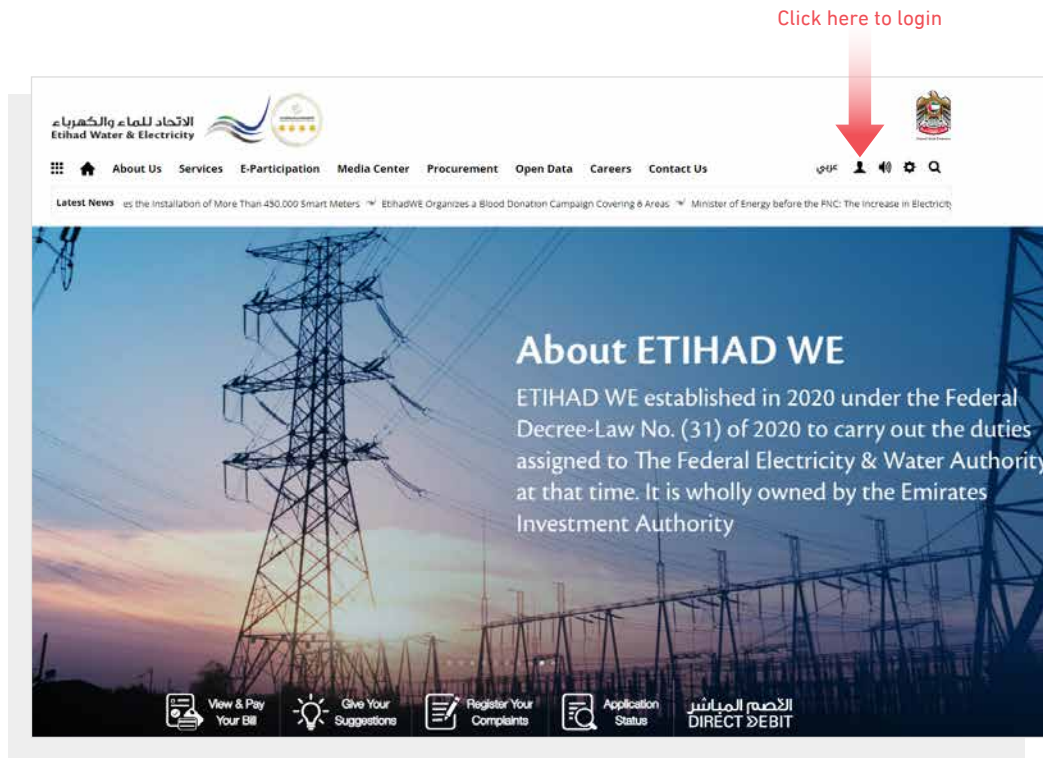 Click here to login
الاتحاد للماء والكهرباء
Etihad Water & Electricity
About Us Services E-Participation Media Center Procurement Open Data Careers Contact Us عربي
Latest News es the Installation of More Than 450.000 Smart Meters EtihadWE Organizes a Blood Donation Campaign Covering 6 Areas Minister of Energy before the FNC: The Increase in Electricity
About ETIHAD WE
ETIHAD WE established in 2020 under the Federal
Decree-Law No. (31) of 2020 to carry out the duties
assigned to The Federal Electricity & Water Authority
at that time. It is wholly owned by the Emirates
Investment Authority
View & Pay
Your Bill
Give Your
Suggestions
Register Your
Complaints
Application
Status
الخصم المباشر
DIRECT DEBIT